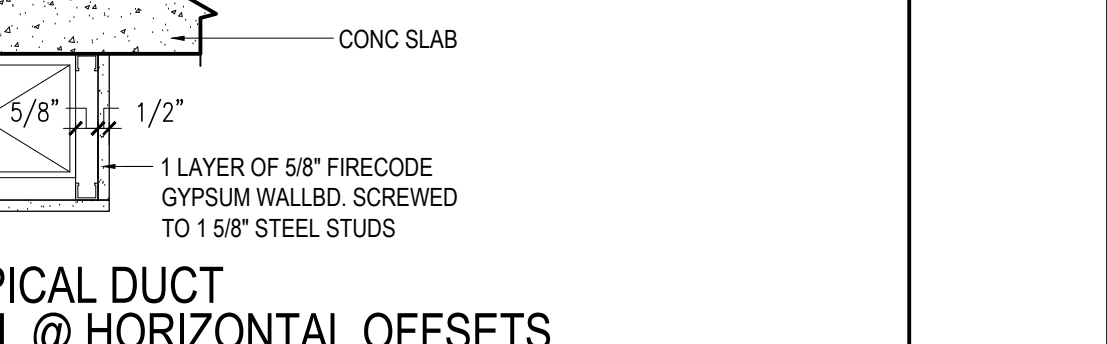 CONC SLAB
5/8" 1/2"
1 LAYER OF 5/8" FIRECODE
GYPSUM WALLBD. SCREWED
TO 1 5/8" STEEL STUDS
PICAL DUCT
@ HORIZONTAL OFFSETS